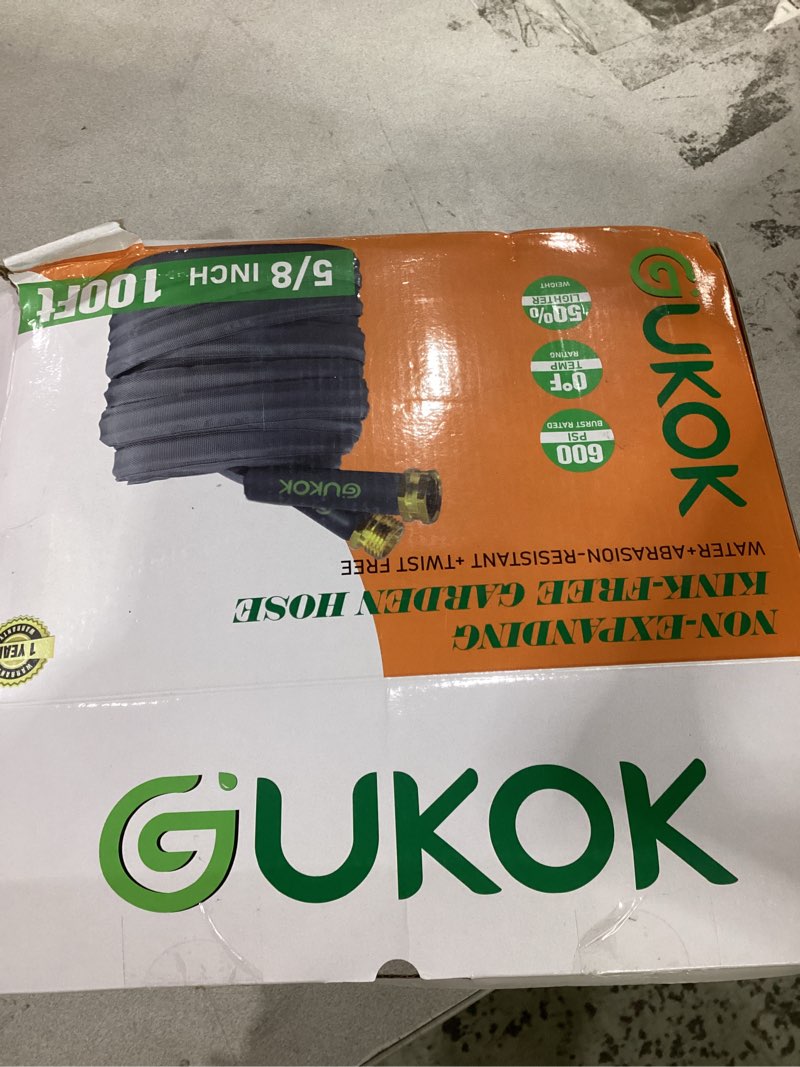 GUKOK
NON-EXPANDING
KINK-FREE GARDEN HOSE
WATER+ABRASION-RESISTANT +TWIST FREE
600
PSI
BURST RATED
0°F
TEMP
RATING
50%
LIGHTER
WEIGHT
GUKOK
5/8 INCH 100Ft
GUKOK
WARRANTY
1 YEAR